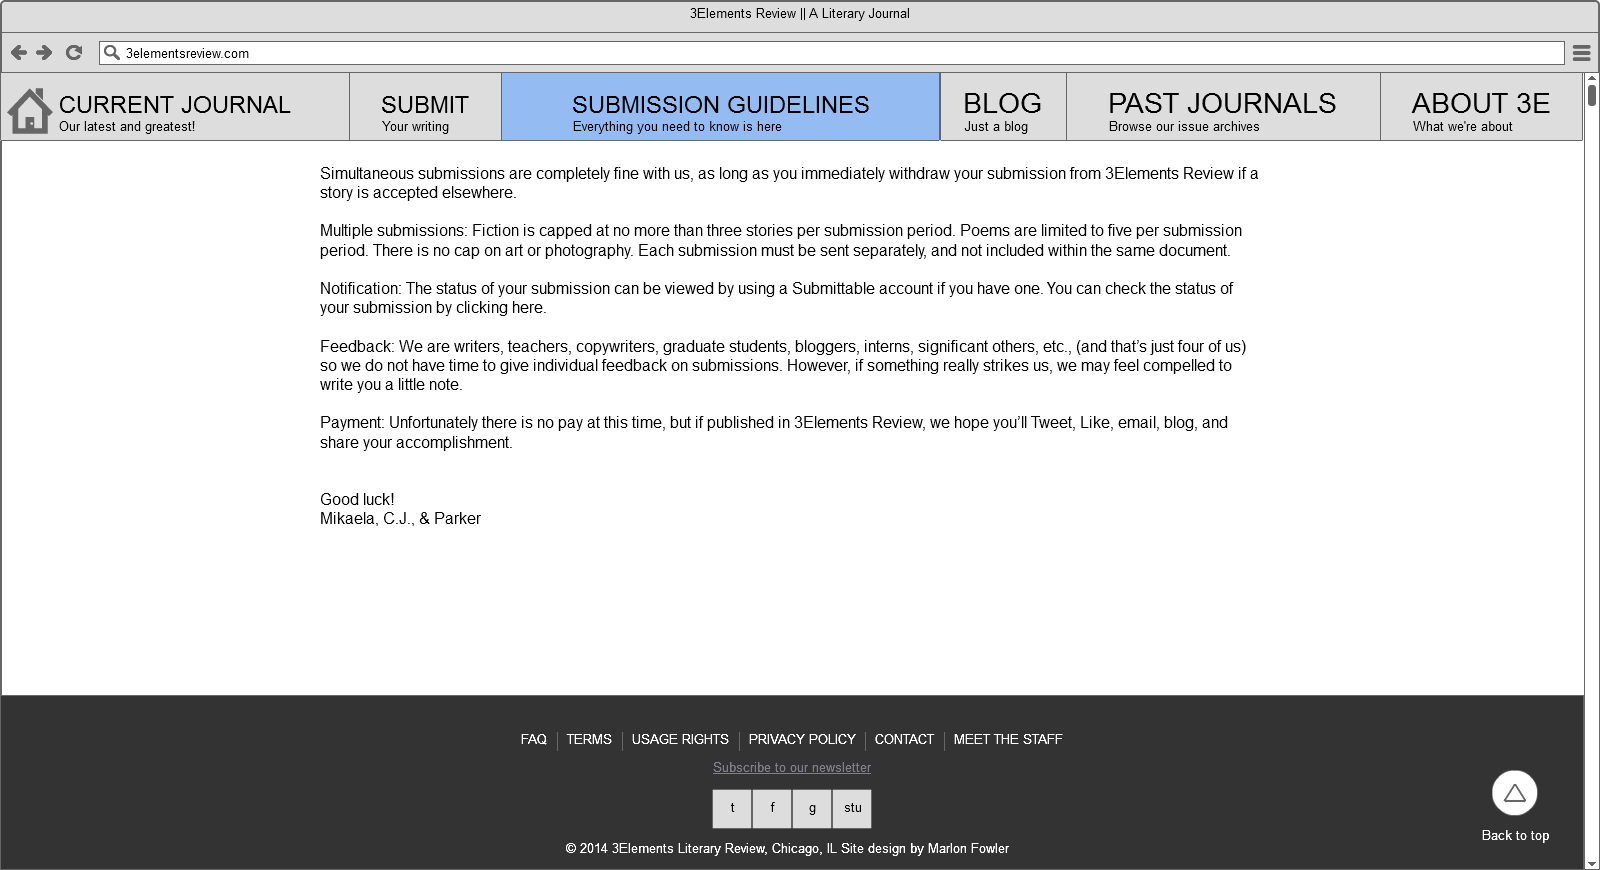 3Elements Review || A Literary Journal
3elementsreview.com
CURRENT JOURNAL
Our latest and greatest!
SUBMIT
Your writing
SUBMISSION GUIDELINES
Everything you need to know is here
BLOG
Just a blog
PAST JOURNALS
Browse our issue archives
ABOUT 3E
What we're about
Simultaneous submissions are completely fine with us, as long as you immediately withdraw your submission from 3Elements Review if a
story is accepted elsewhere.
Multiple submissions: Fiction is capped at no more than three stories per submission period. Poems are limited to five per submission
period. There is no cap on art or photography. Each submission must be sent separately, and not included within the same document.
Notification: The status of your submission can be viewed by using a Submittable account if you have one. You can check the status of
your submission by clicking here.
Feedback: We are writers, teachers, copywriters, graduate students, bloggers, interns, significant others, etc., (and that’s just four of us)
so we do not have time to give individual feedback on submissions. However, if something really strikes us, we may feel compelled to
write you a little note.
Payment: Unfortunately there is no pay at this time, but if published in 3Elements Review, we hope you’ll Tweet, Like, email, blog, and
share your accomplishment.
Good luck!
Mikaela, C.J., & Parker
FAQ TERMS USAGE RIGHTS PRIVACY POLICY CONTACT MEET THE STAFF
Subscribe to our newsletter
t f g stu
Back to top
© 2014 3Elements Literary Review, Chicago, IL Site design by Marlon Fowler